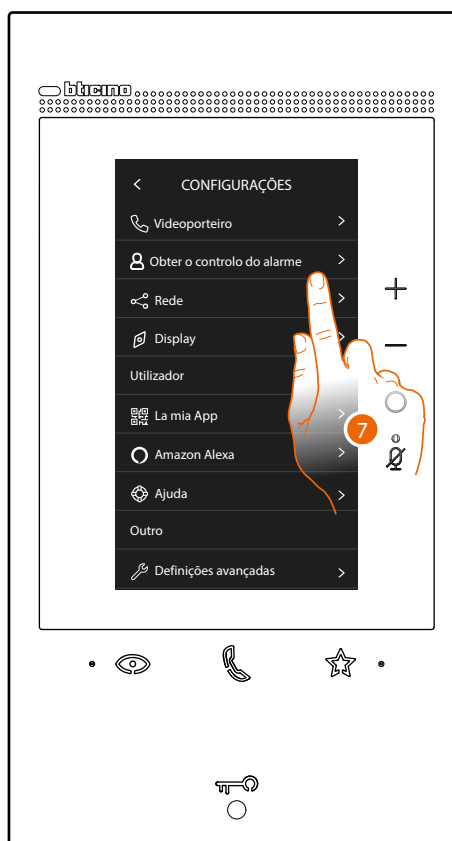 bticino
CONFIGURAÇÕES
Videoporteiro
Obter o controlo do alarme
Rede
Display
Utilizador
La mia App
7
Amazon Alexa
Ajuda
Outro
Definições avançadas